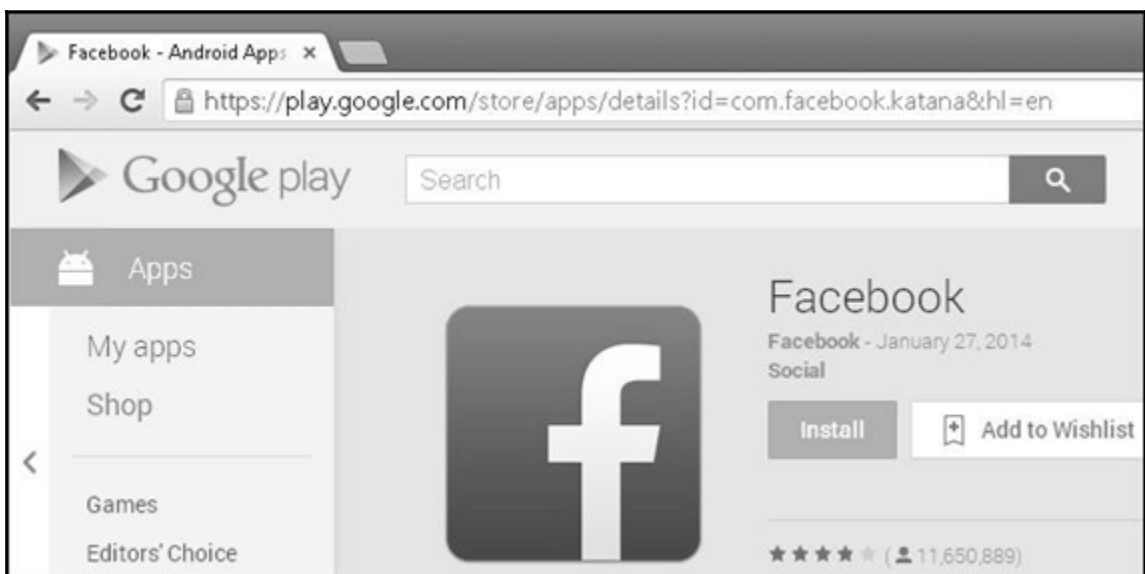 Facebook - Android Apps
https://play.google.com/store/apps/details?id=com.facebook.katana&hl=en
Google play
Search
Apps
My apps
Shop
Games
Editors' Choice
Facebook
Facebook - January 27, 2014
Social
Install
Add to Wishlist
(11,650,889)